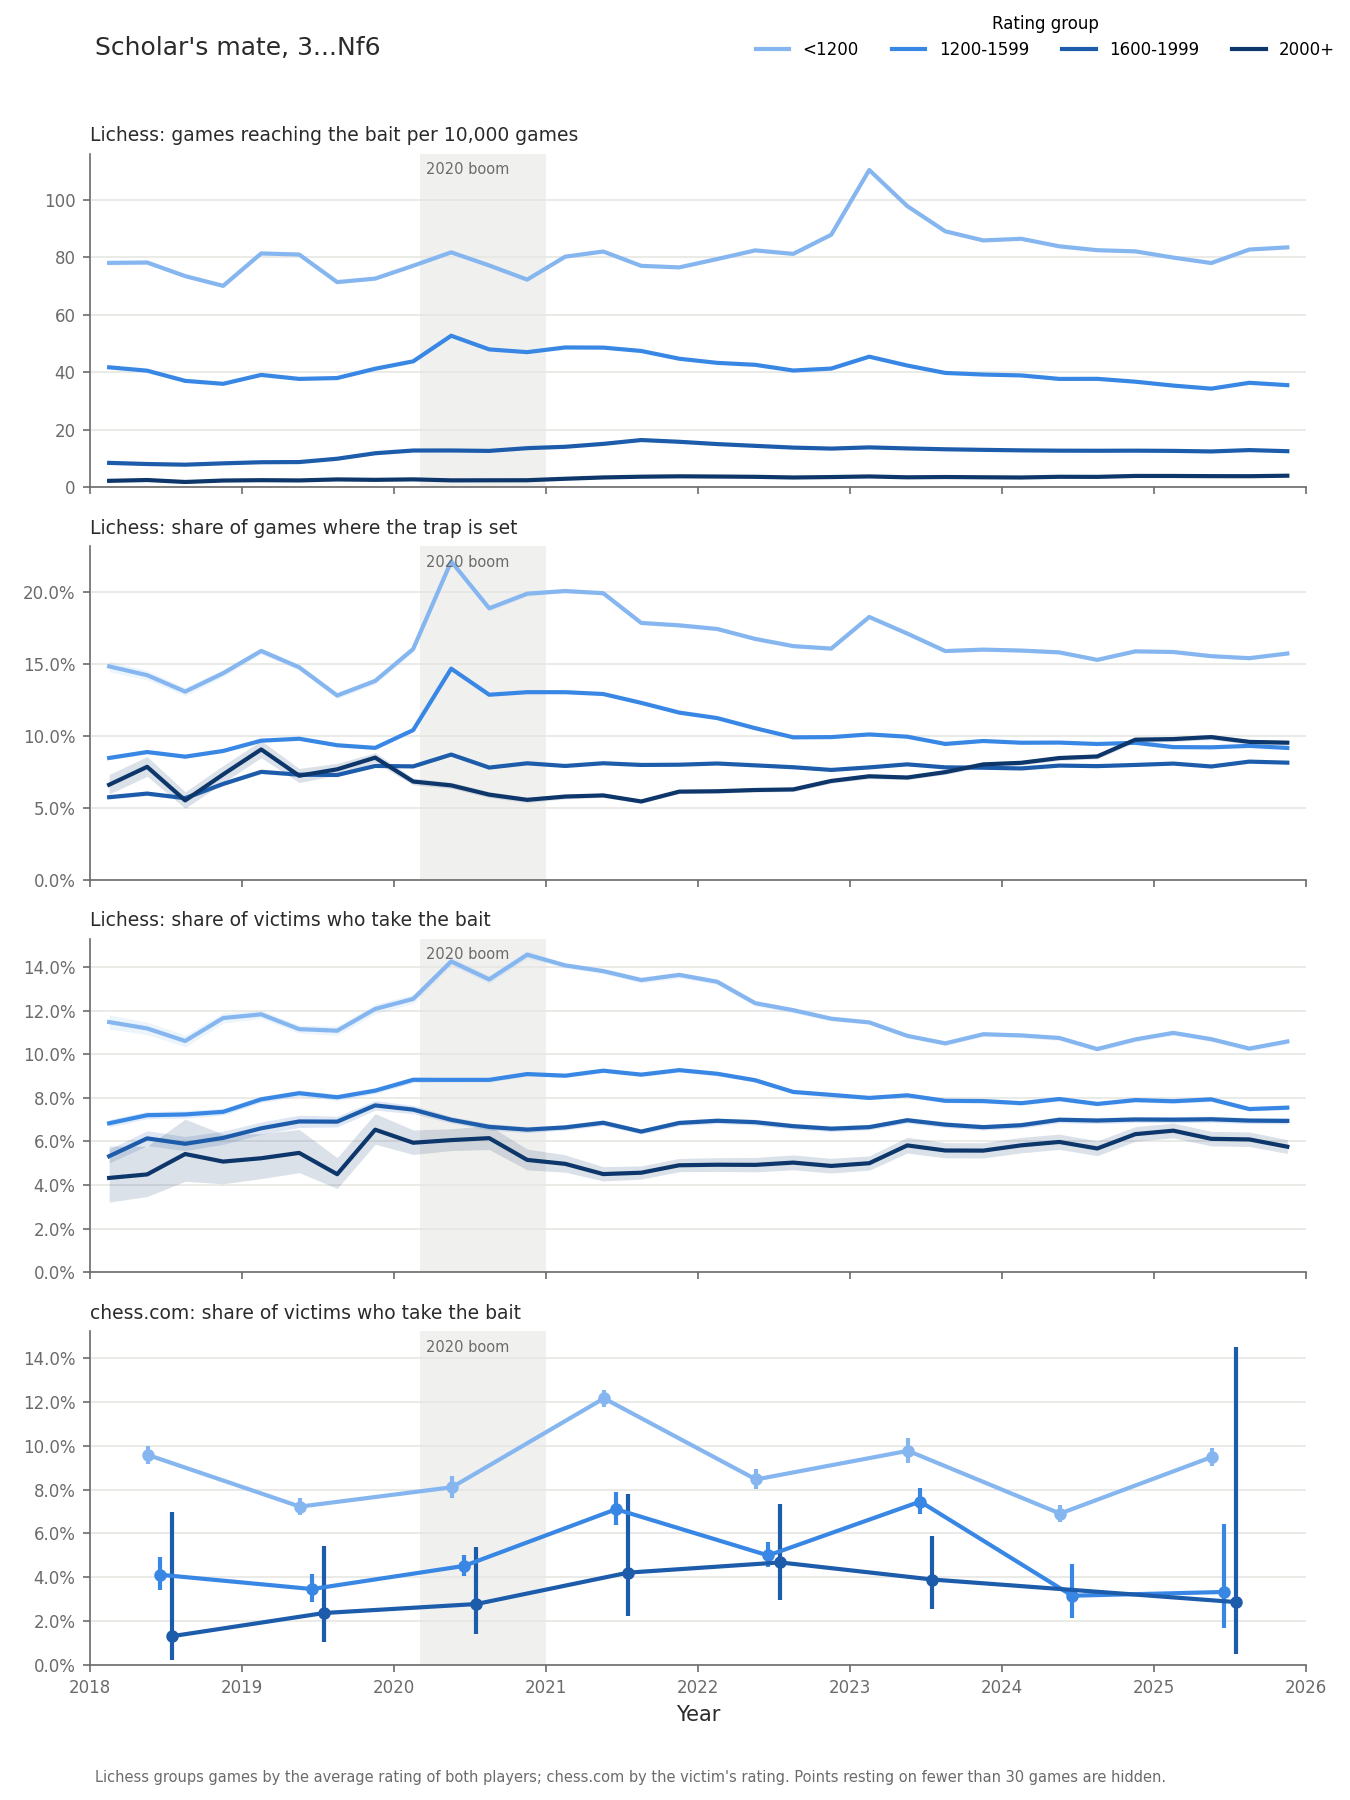 Scholar's mate, 3...Nf6
Rating group
<1200 1200-1599 1600-1999 2000+
Lichess: games reaching the bait per 10,000 games
2020 boom
100
80
60
40
20
0
Lichess: share of games where the trap is set
2020 boom
20.0%
15.0%
10.0%
5.0%
0.0%
Lichess: share of victims who take the bait
2020 boom
14.0%
12.0%
10.0%
8.0%
6.0%
4.0%
2.0%
0.0%
chess.com: share of victims who take the bait
2020 boom
14.0%
12.0%
10.0%
8.0%
6.0%
4.0%
2.0%
0.0%
2018 2019 2020 2021 2022 2023 2024 2025 2026
Year
Lichess groups games by the average rating of both players; chess.com by the victim's rating. Points resting on fewer than 30 games are hidden.